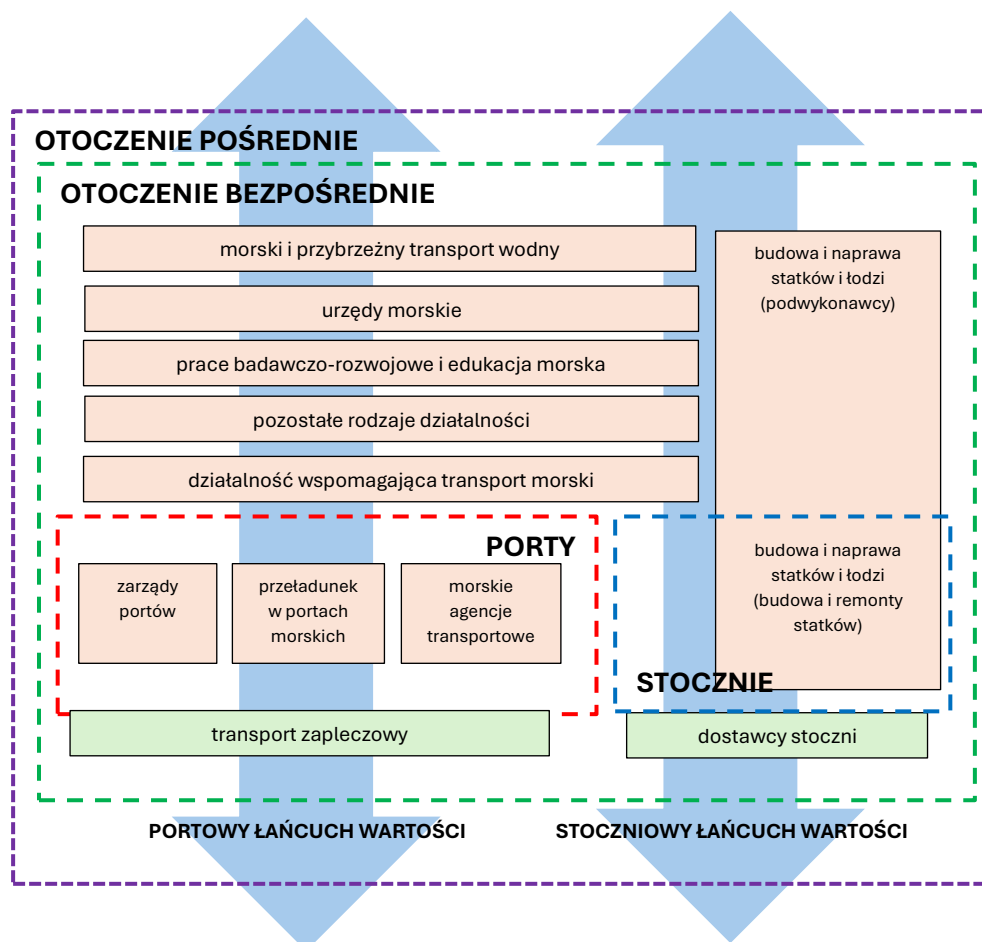 OTOCZENIE POŚREDNIE
OTOCZENIE BEZPOŚREDNIE
morski i przybrzeżny transport wodny
urzędy morskie
prace badawczo-rozwojowe i edukacja morska
pozostałe rodzaje działalności
działalność wspomagająca transport morski
budowa i naprawa
statków i łodzi
(podwykonawcy)
PORTY
zarządy
portów
przeładunek
w portach
morskich
morskie
agencje
transportowe
budowa i naprawa
statków i łodzi
(budowa i remonty
statków)
STOCZNIE
transport zapleczowy
dostawcy stoczni
PORTOWY ŁAŃCUCH WARTOŚCI
STOCZNIOWY ŁAŃCUCH WARTOŚCI